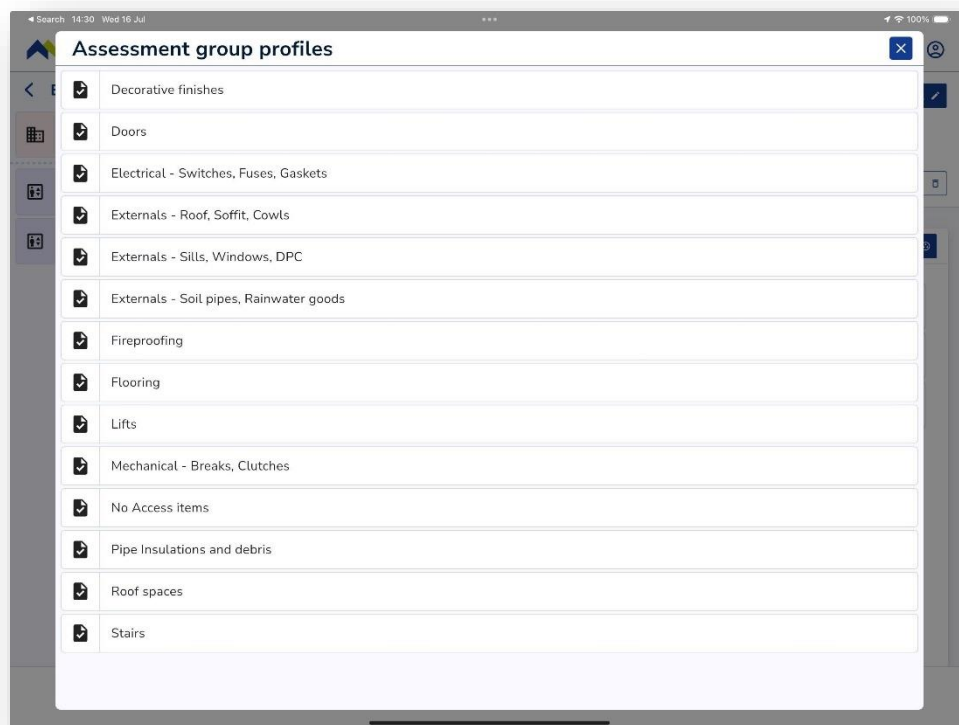 Search 14:30 Wed 16 Jul
100%
Assessment group profiles
Decorative finishes
Doors
Electrical - Switches, Fuses, Gaskets
Externals - Roof, Soffit, Cowls
Externals - Sills, Windows, DPC
Externals - Soil pipes, Rainwater goods
Fireproofing
Flooring
Lifts
Mechanical - Breaks, Clutches
No Access items
Pipe Insulations and debris
Roof spaces
Stairs